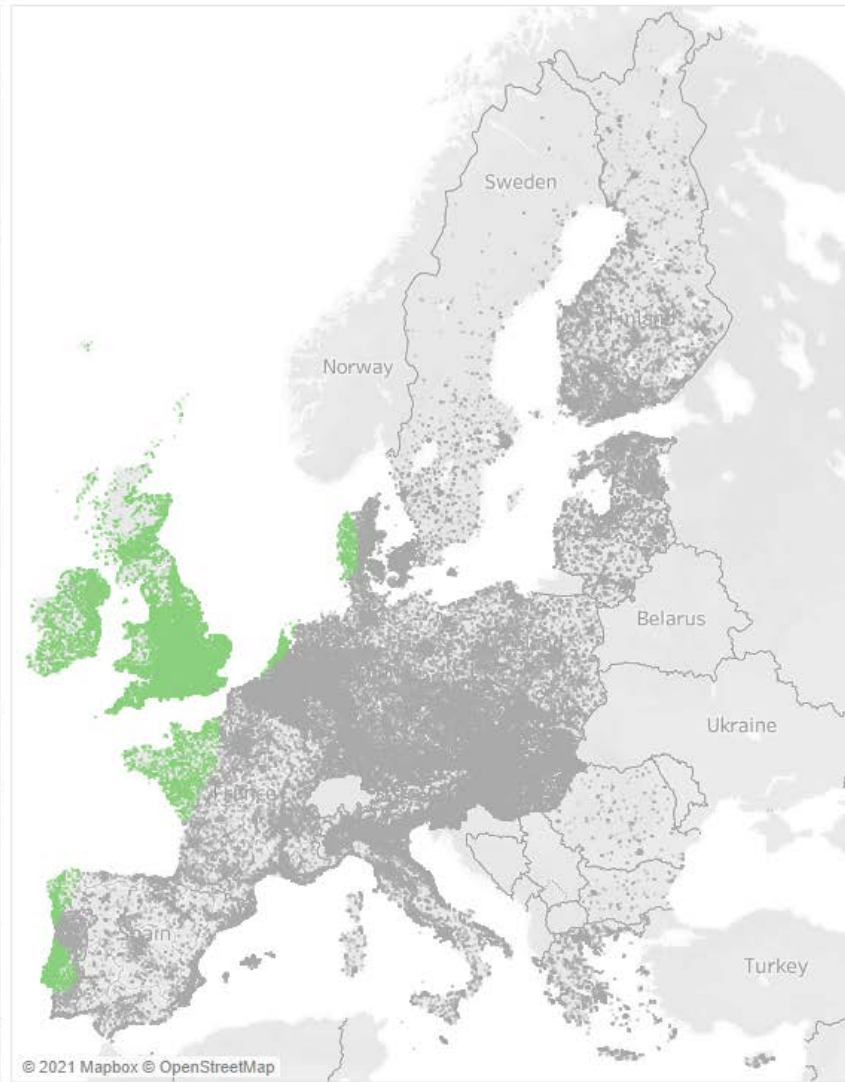 Sweden
Finland
Norway
Belarus
Ukraine
France
Spain
Turkey
© 2021 Mapbox © OpenStreetMap